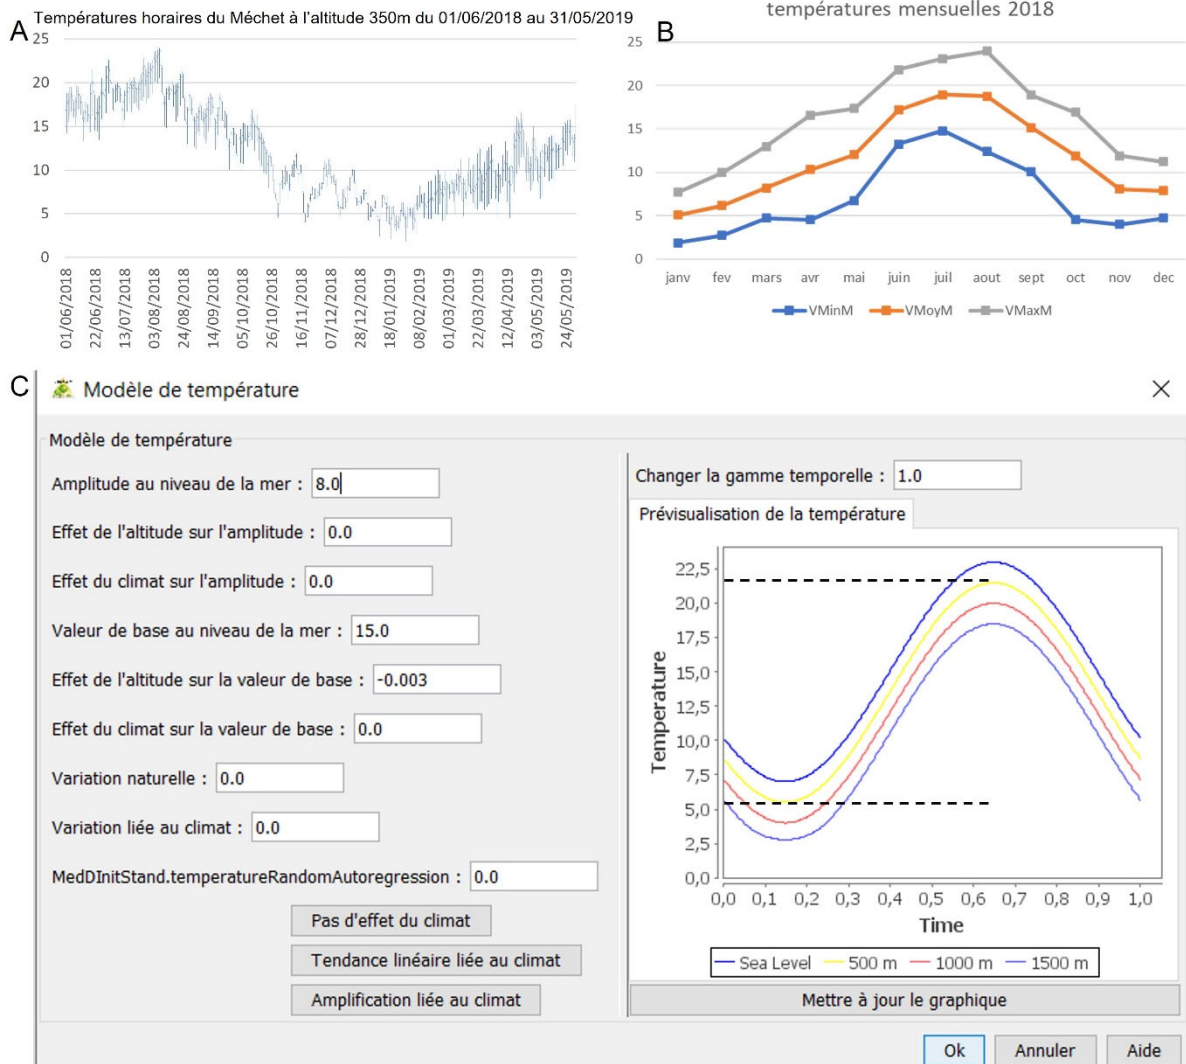 A Températures horaires du Méchet à l'altitude 350m du 01/06/2018 au 31/05/2019
25
20
15
10
5
0
01/06/2018
22/06/2018
13/07/2018
03/08/2018
24/08/2018
14/09/2018
05/10/2018
26/10/2018
16/11/2018
07/12/2018
28/12/2018
18/01/2019
08/02/2019
01/03/2019
22/03/2019
12/04/2019
03/05/2019
24/05/2019
températures mensuelles 2018
B
25
20
15
10
5
0
janv fev mars avr mai juin juil aout sept oct nov dec
VMinM VMoyM VMaxM
C Modèle de température
Modèle de température
Amplitude au niveau de la mer : 8.0
Effet de l'altitude sur l'amplitude : 0.0
Effet du climat sur l'amplitude : 0.0
Valeur de base au niveau de la mer : 15.0
Effet de l'altitude sur la valeur de base : -0.003
Effet du climat sur la valeur de base : 0.0
Variation naturelle : 0.0
Variation liée au climat : 0.0
MedDInitStand.temperatureRandomAutoregression : 0.0
Pas d'effet du climat
Tendance linéaire liée au climat
Amplification liée au climat
Changer la gamme temporelle : 1.0
Prévisualisation de la température
Temperature
22,5
20,0
17,5
15,0
12,5
10,0
7,5
5,0
2,5
0,0
0,0 0,1 0,2 0,3 0,4 0,5 0,6 0,7 0,8 0,9 1,0
Time
Sea Level 500 m 1000 m 1500 m
Mettre à jour le graphique
Ok Annuler Aide